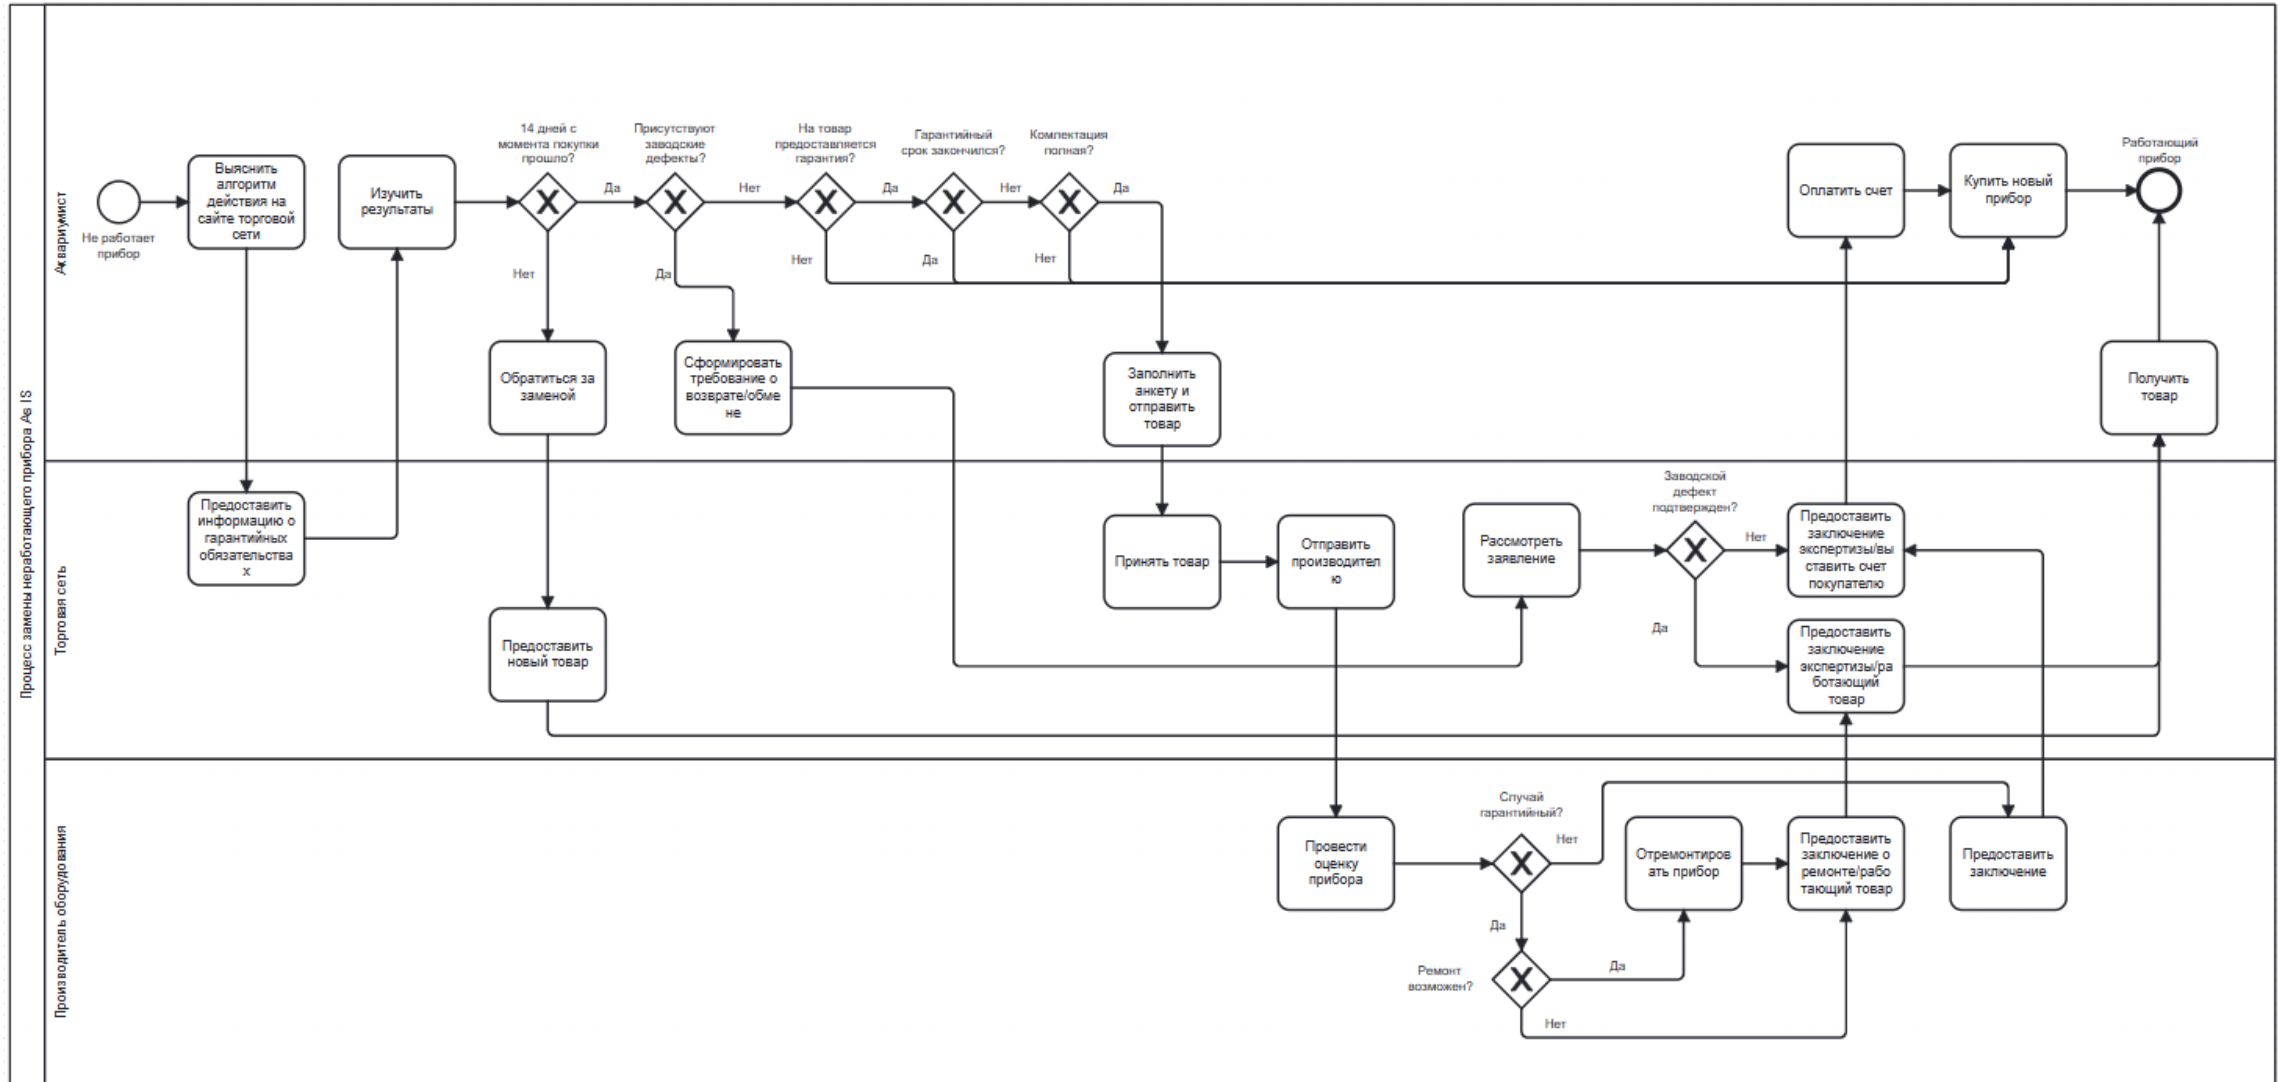 Процесс замены неработающего прибора As IS
Аквариумист
Не работает
прибор
Выяснить
алгоритм
действия на
сайте торговой
сети
Изучить
результаты
14 дней с
момента покупки
прошло?
Да
Нет
Присутствуют
заводские
дефекты?
Нет
Да
На товар
предоставляется
гарантия?
Да
Нет
Гарантийный
срок закончился?
Нет
Да
Комлектация
полная?
Да
Нет
Оплатить счет
Купить новый
прибор
Работающий
прибор
Обратиться за
заменой
Сформировать
требование о
возврате/обме
не
Заполнить
анкету и
отправить
товар
Получить
товар
Торговая сеть
Предоставить
информацию о
гарантийных
обязательства
х
Предоставить
новый товар
Принять товар
Отправить
производител
ю
Рассмотреть
заявление
Заводской
дефект
подтвержден?
Нет
Да
Предоставить
заключение
экспертизы/вы
ставить счет
покупателю
Предоставить
заключение
экспертизы/ра
ботающий
товар
Производитель оборудования
Провести
оценку
прибора
Случай
гарантийный?
Нет
Да
Ремонт
возможен?
Да
Нет
Отремонтиров
ать прибор
Предоставить
заключение о
ремонте/рабо
тающий товар
Предоставить
заключение